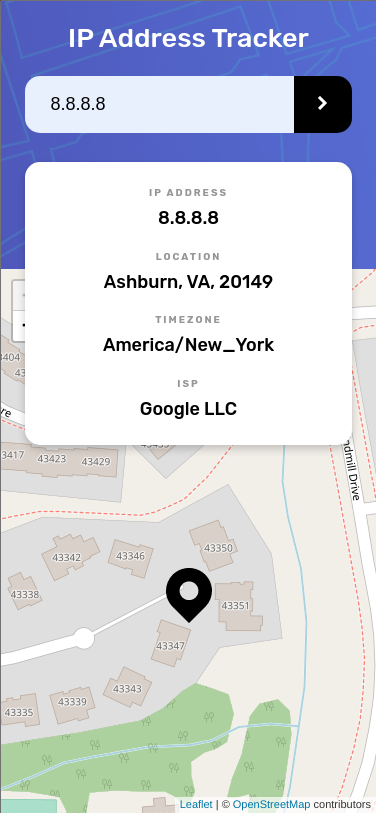 IP Address Tracker
8.8.8.8
IP ADDRESS
8.8.8.8
LOCATION
Ashburn, VA, 20149
TIMEZONE
America/New_York
ISP
Google LLC
3404
43417
43423
43429
dmill Drive
43342
43346
43350
43338
43351
43347
43343
43339
43335
Leaflet | © OpenStreetMap contributors